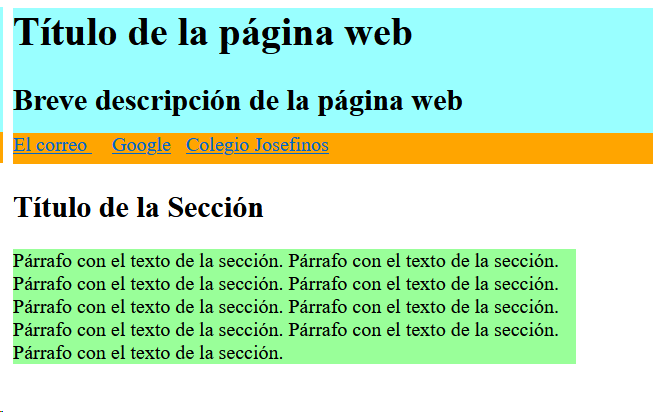 Título de la página web
Breve descripción de la página web
El correo Google Colegio Josefinos
Título de la Sección
Párrafo con el texto de la sección. Párrafo con el texto de la sección.
Párrafo con el texto de la sección. Párrafo con el texto de la sección.
Párrafo con el texto de la sección. Párrafo con el texto de la sección.
Párrafo con el texto de la sección. Párrafo con el texto de la sección.
Párrafo con el texto de la sección.